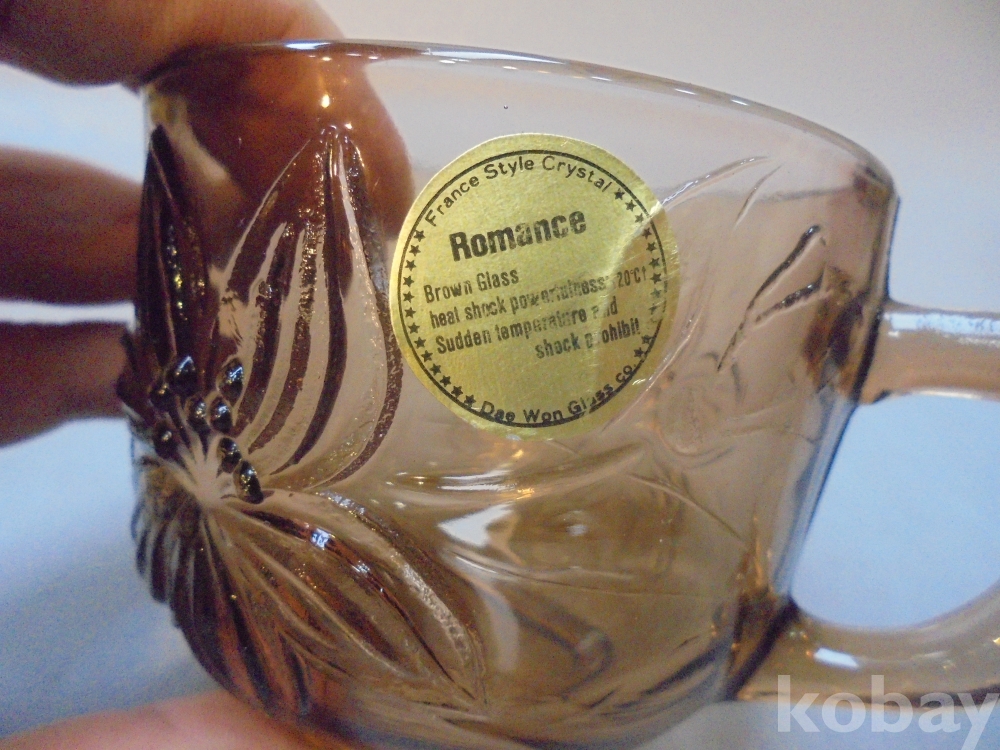 France Style Crystal
Romance
Brown Glass
heat shock powerfulness 120°C↑
Sudden temperature and
shock prohibit
Dae Won Glass co.
kobay